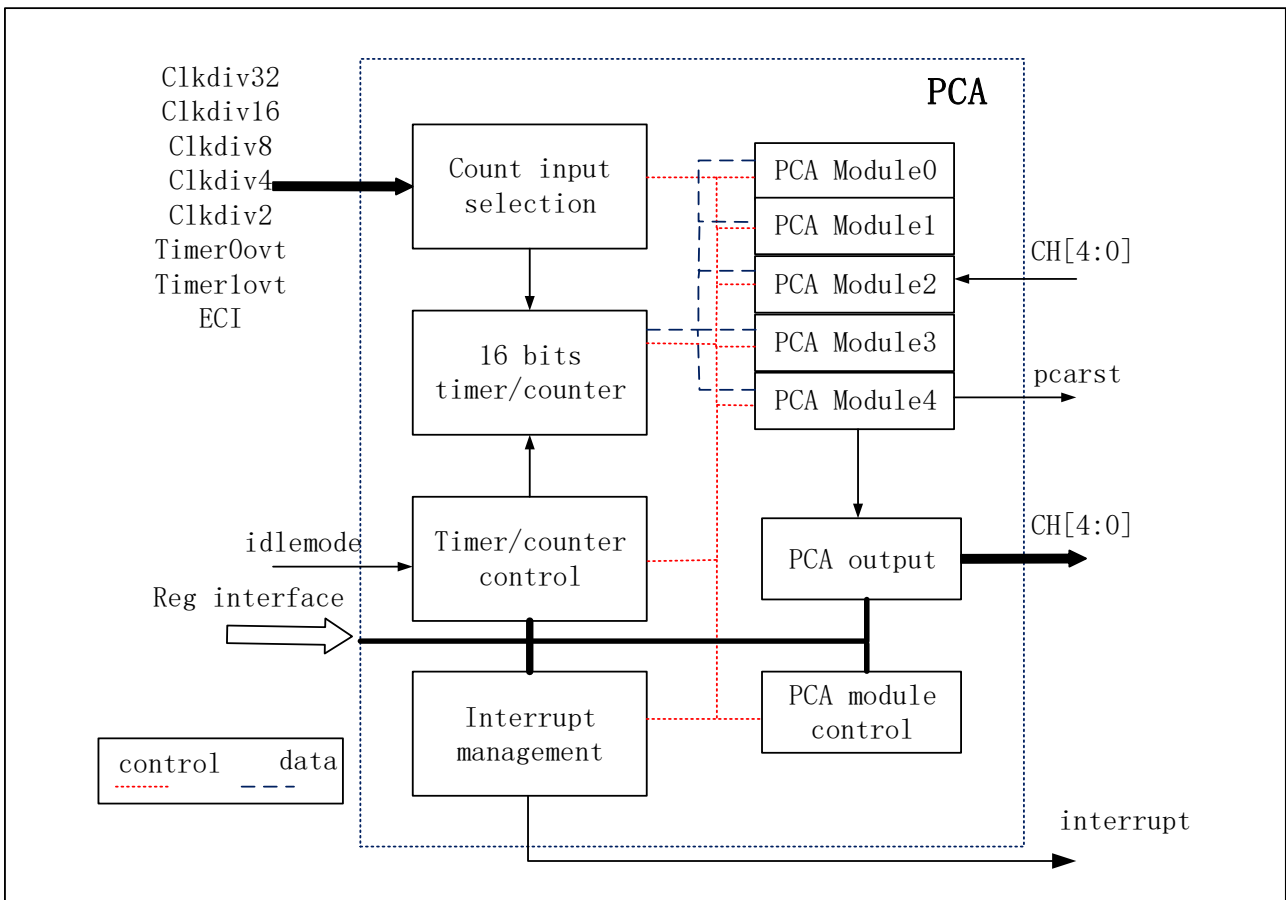 Clkdiv32
Clkdiv16
Clkdiv8
Clkdiv4
Clkdiv2
Timer0ovt
Timer1ovt
ECI
PCA
Count input
selection
16 bits
timer/counter
idlemode
Timer/counter
control
Reg interface
Interrupt
management
PCA Module0
PCA Module1
PCA Module2
PCA Module3
PCA Module4
CH[4:0]
pcarst
PCA output
CH[4:0]
PCA module
control
control data
interrupt